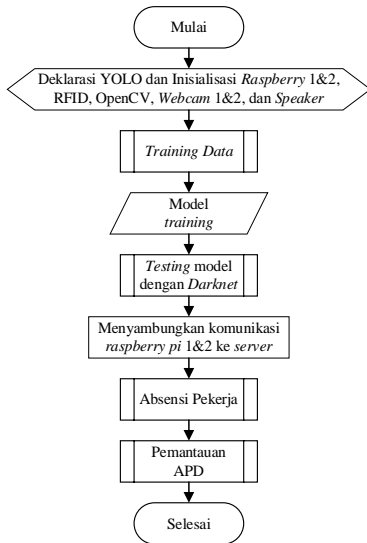 Mulai
Deklarasi YOLO dan Inisialisasi Raspberry 1&2,
RFID, OpenCV, Webcam 1&2, dan Speaker
Training Data
Model
training
Testing model
dengan Darknet
Menyambungkan komunikasi
raspberry pi 1&2 ke server
Absensi Pekerja
Pemantauan
APD
Selesai